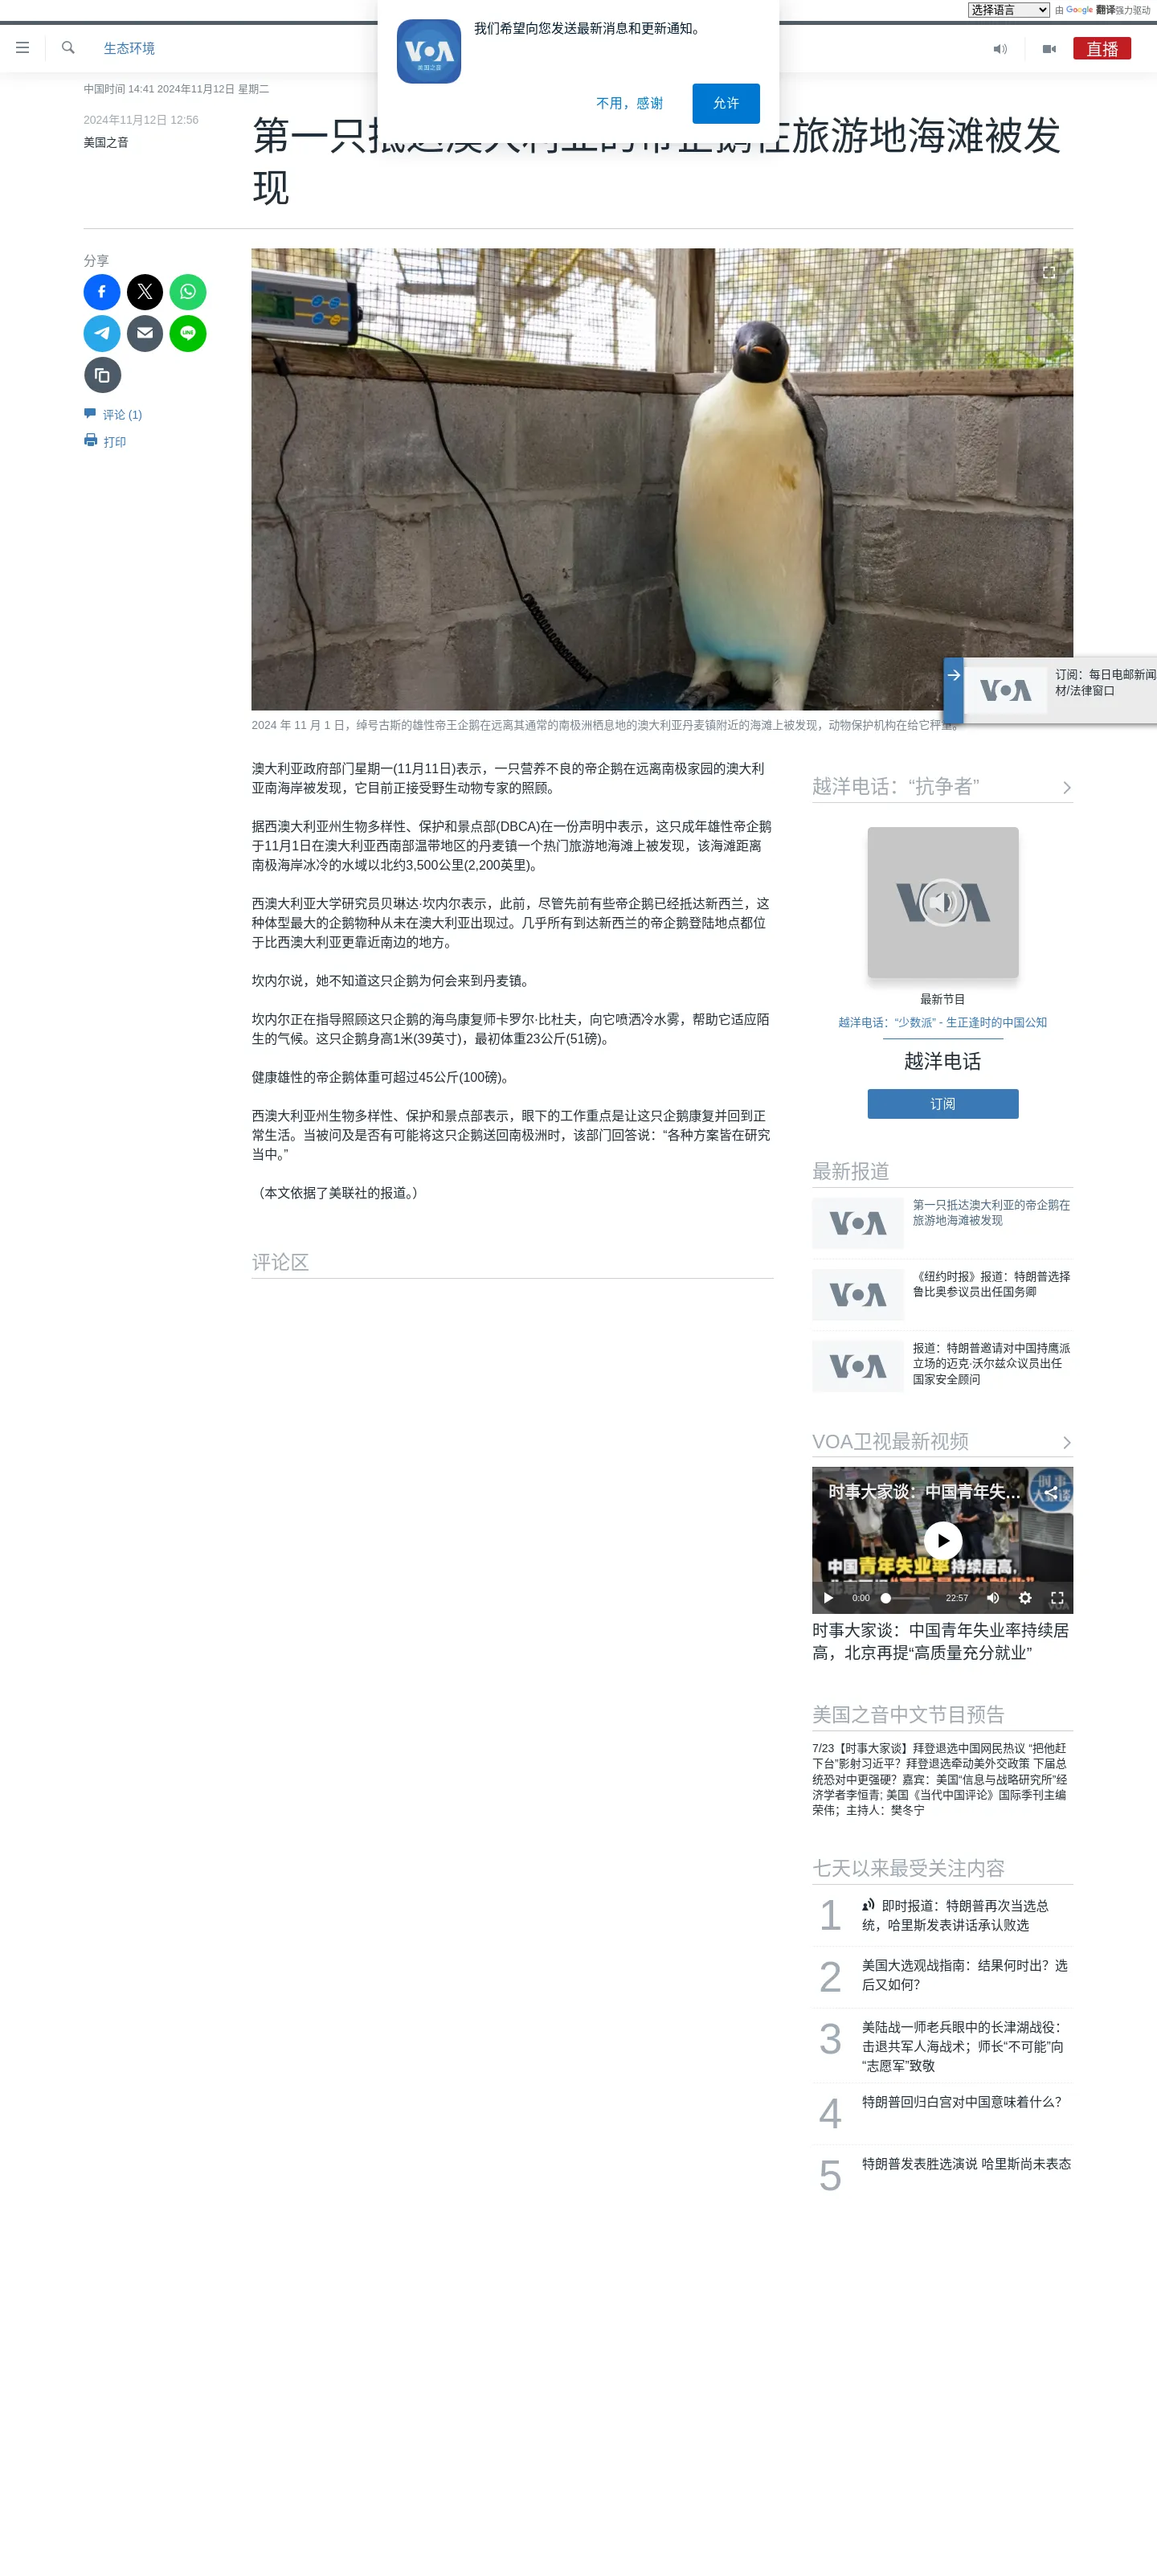 选择语言 由 Google 翻译强力驱动
我们希望向您发送最新消息和更新通知。
VOA
美国之音
不用，感谢
允许
生态环境
直播
中国时间 14:41 2024年11月12日 星期二
2024年11月12日 12:56
美国之音
第一只抵达澳大利亚的帝企鹅在旅游地海滩被发
现
分享
评论 (1)
打印
订阅：每日电邮新闻
材/法律窗口
2024 年 11 月 1 日，绰号古斯的雄性帝王企鹅在远离其通常的南极洲栖息地的澳大利亚丹麦镇附近的海滩上被发现，动物保护机构在给它秤重。
澳大利亚政府部门星期一(11月11日)表示，一只营养不良的帝企鹅在远离南极家园的澳大利
亚南海岸被发现，它目前正接受野生动物专家的照顾。
据西澳大利亚州生物多样性、保护和景点部(DBCA)在一份声明中表示，这只成年雄性帝企鹅
于11月1日在澳大利亚西南部温带地区的丹麦镇一个热门旅游地海滩上被发现，该海滩距离
南极海岸冰冷的水域以北约3,500公里(2,200英里)。
西澳大利亚大学研究员贝琳达·坎内尔表示，此前，尽管先前有些帝企鹅已经抵达新西兰，这
种体型最大的企鹅物种从未在澳大利亚出现过。几乎所有到达新西兰的帝企鹅登陆地点都位
于比西澳大利亚更靠近南边的地方。
坎内尔说，她不知道这只企鹅为何会来到丹麦镇。
坎内尔正在指导照顾这只企鹅的海鸟康复师卡罗尔·比杜夫，向它喷洒冷水雾，帮助它适应陌
生的气候。这只企鹅身高1米(39英寸)，最初体重23公斤(51磅)。
健康雄性的帝企鹅体重可超过45公斤(100磅)。
西澳大利亚州生物多样性、保护和景点部表示，眼下的工作重点是让这只企鹅康复并回到正
常生活。当被问及是否有可能将这只企鹅送回南极洲时，该部门回答说：“各种方案皆在研究
当中。”
（本文依据了美联社的报道。）
评论区
越洋电话：“抗争者”
VOA
最新节目
越洋电话：“少数派” - 生正逢时的中国公知
越洋电话
订阅
最新报道
VOA
第一只抵达澳大利亚的帝企鹅在
旅游地海滩被发现
VOA
《纽约时报》报道：特朗普选择
鲁比奥参议员出任国务卿
VOA
报道：特朗普邀请对中国持鹰派
立场的迈克·沃尔兹众议员出任
国家安全顾问
VOA卫视最新视频
时事大家谈：中国青年失...
时事
大家谈
中国青年失业率持续居高,
0:00 22:57
时事大家谈：中国青年失业率持续居
高，北京再提“高质量充分就业”
美国之音中文节目预告
7/23【时事大家谈】拜登退选中国网民热议 “把他赶
下台”影射习近平？拜登退选牵动美外交政策 下届总
统恐对中更强硬？嘉宾：美国“信息与战略研究所”经
济学者李恒青; 美国《当代中国评论》国际季刊主编
荣伟；主持人：樊冬宁
七天以来最受关注内容
1 即时报道：特朗普再次当选总
统，哈里斯发表讲话承认败选
2 美国大选观战指南：结果何时出？选
后又如何？
3 美陆战一师老兵眼中的长津湖战役：
击退共军人海战术；师长“不可能”向
“志愿军”致敬
4 特朗普回归白宫对中国意味着什么？
5 特朗普发表胜选演说 哈里斯尚未表态